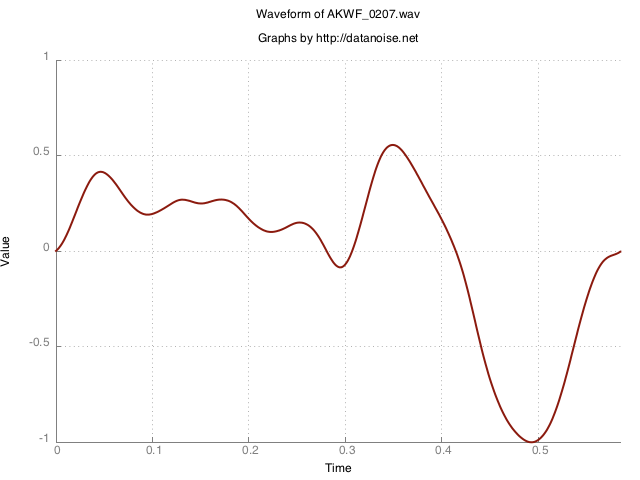 Waveform of AKWF_0207.wav
Graphs by http://datanoise.net
1
0.5
0
-0.5
-1
Value
0 0.1 0.2 0.3 0.4 0.5
Time